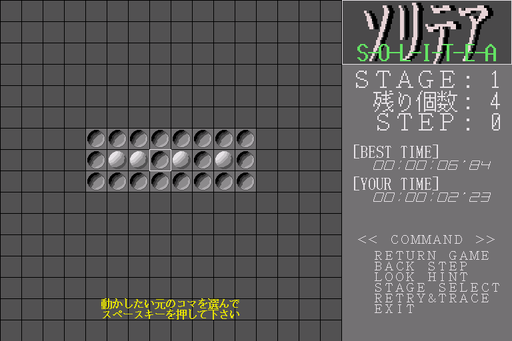 ソリテア
S-O-L-I-T-E-A
STAGE: 1
残り個数: 4
STEP: 0
[BEST TIME]
00:00:06'84
[YOUR TIME]
00:00:02'23
<< COMMAND >>
RETURN GAME
BACK STEP
LOOK HINT
STAGE SELECT
RETRY&TRACE
EXIT
動かしたい元のコマを選んで
スペースキーを押して下さい